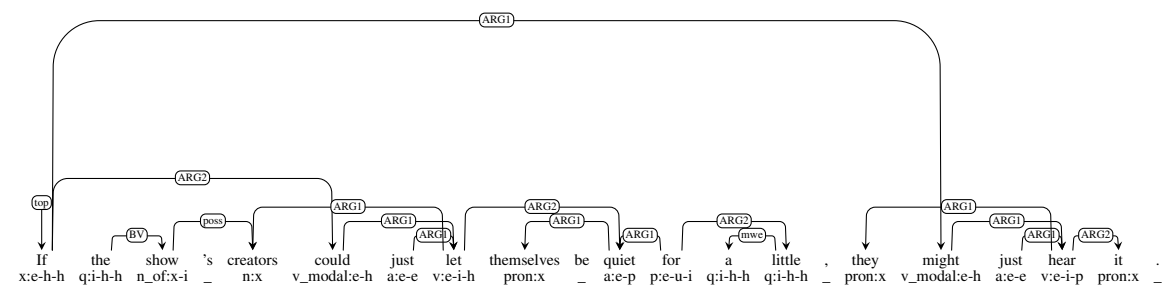 ARG1
ARG2
top ARG1 ARG2 ARG1
BV poss ARG1 ARG1 ARG2 ARG1
ARG1 ARG1 mwe ARG1 ARG2
If the show 's creators could just let themselves be quiet for a little , they might just hear it .
x:e-h-h q:i-h-h n_of:x-i _ n:x v_modal:e-h a:e-e v:e-i-h pron:x _ a:e-p p:e-u-i q:i-h-h q:i-h-h _ pron:x v_modal:e-h a:e-e v:e-i-p pron:x _